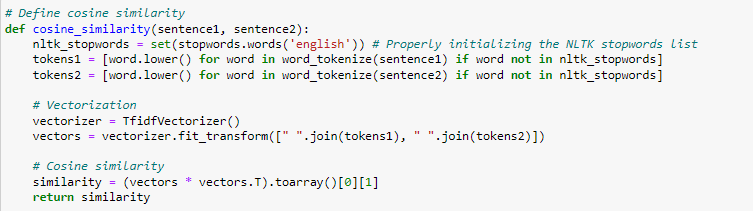 # Define cosine similarity
def cosine_similarity(sentence1, sentence2):
    nltk_stopwords = set(stopwords.words('english')) # Properly initializing the NLTK stopwords list
    tokens1 = [word.lower() for word in word_tokenize(sentence1) if word not in nltk_stopwords]
    tokens2 = [word.lower() for word in word_tokenize(sentence2) if word not in nltk_stopwords]

    # Vectorization
    vectorizer = TfidfVectorizer()
    vectors = vectorizer.fit_transform([" ".join(tokens1), " ".join(tokens2)])

    # Cosine similarity
    similarity = (vectors * vectors.T).toarray()[0][1]
    return similarity